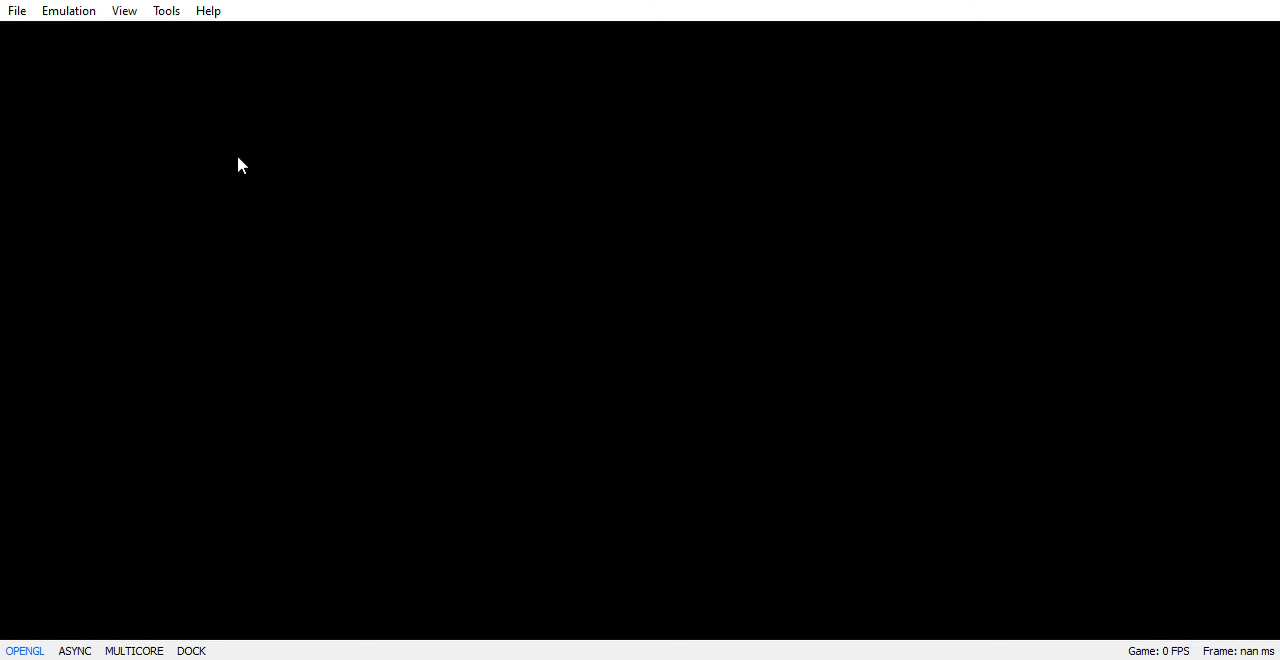 File Emulation View Tools Help
OPENGL ASYNC MULTICORE DOCK Game: 0 FPS Frame: nan ms